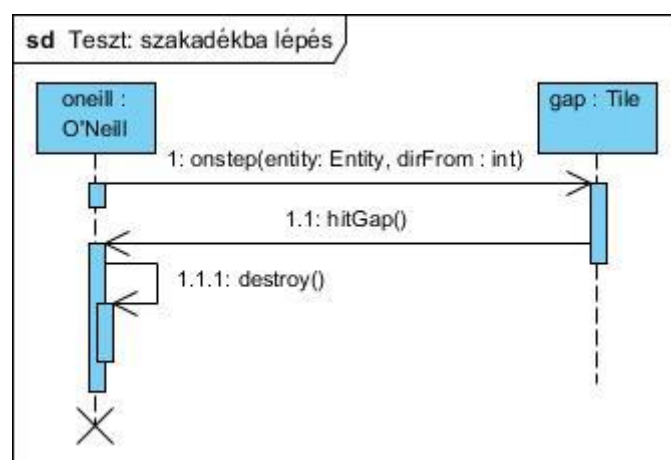 sd Teszt: szakadékba lépés
oneill :
O'Neill
gap : Tile
1: onstep(entity: Entity, dirFrom : int)
1.1: hitGap()
1.1.1: destroy()